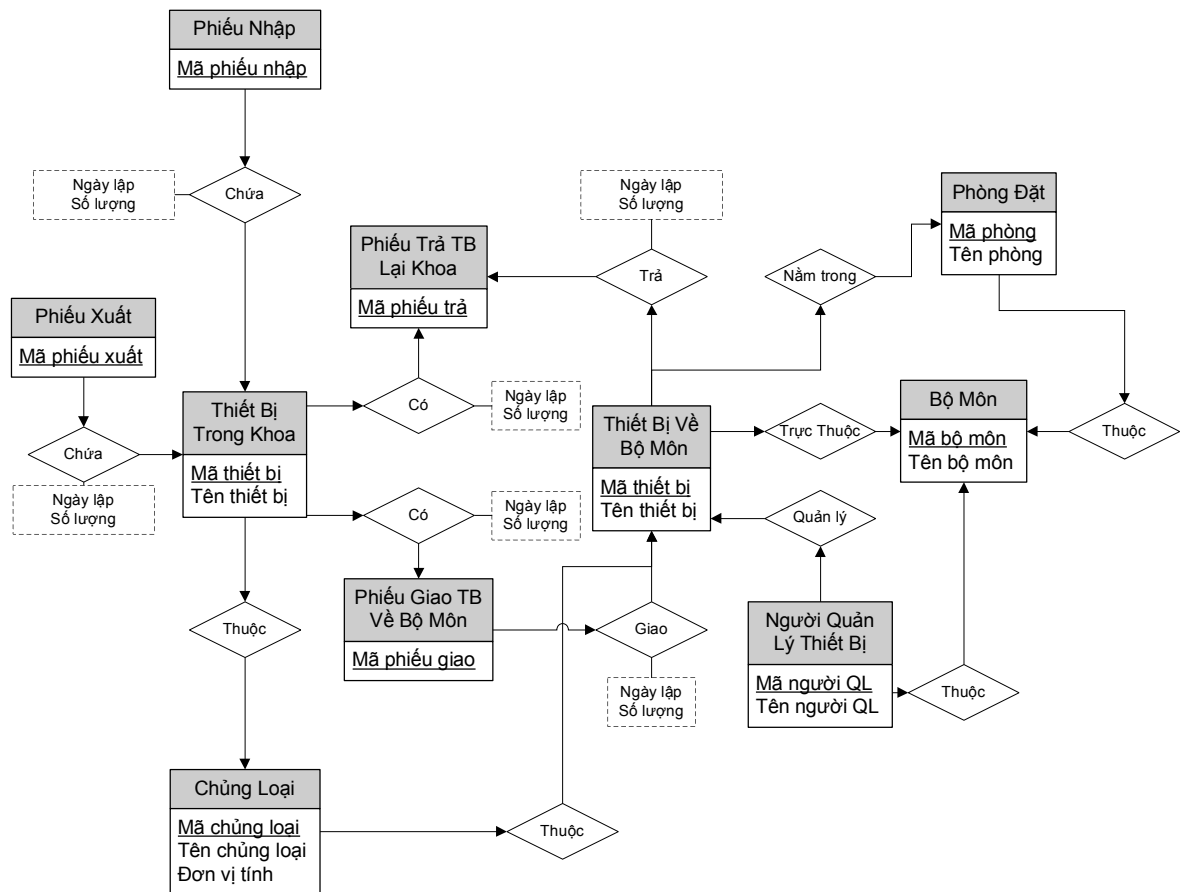 Phiếu Nhập
Mã phiếu nhập
Ngày lập
Số lượng
Chứa
Ngày lập
Số lượng
Phòng Đặt
Mã phòng
Tên phòng
Phiếu Trả TB
Lại Khoa
Mã phiếu trả
Trả
Nằm trong
Phiếu Xuất
Mã phiếu xuất
Thiết Bị
Trong Khoa
Mã thiết bị
Tên thiết bị
Có
Ngày lập
Số lượng
Thiết Bị Về
Bộ Môn
Mã thiết bị
Tên thiết bị
Trực Thuộc
Bộ Môn
Mã bộ môn
Tên bộ môn
Thuộc
Chứa
Ngày lập
Số lượng
Có
Ngày lập
Số lượng
Quản lý
Phiếu Giao TB
Về Bộ Môn
Mã phiếu giao
Thuộc
Giao
Ngày lập
Số lượng
Người Quản
Lý Thiết Bị
Mã người QL
Tên người QL
Thuộc
Chủng Loại
Mã chủng loại
Tên chủng loại
Đơn vị tính
Thuộc